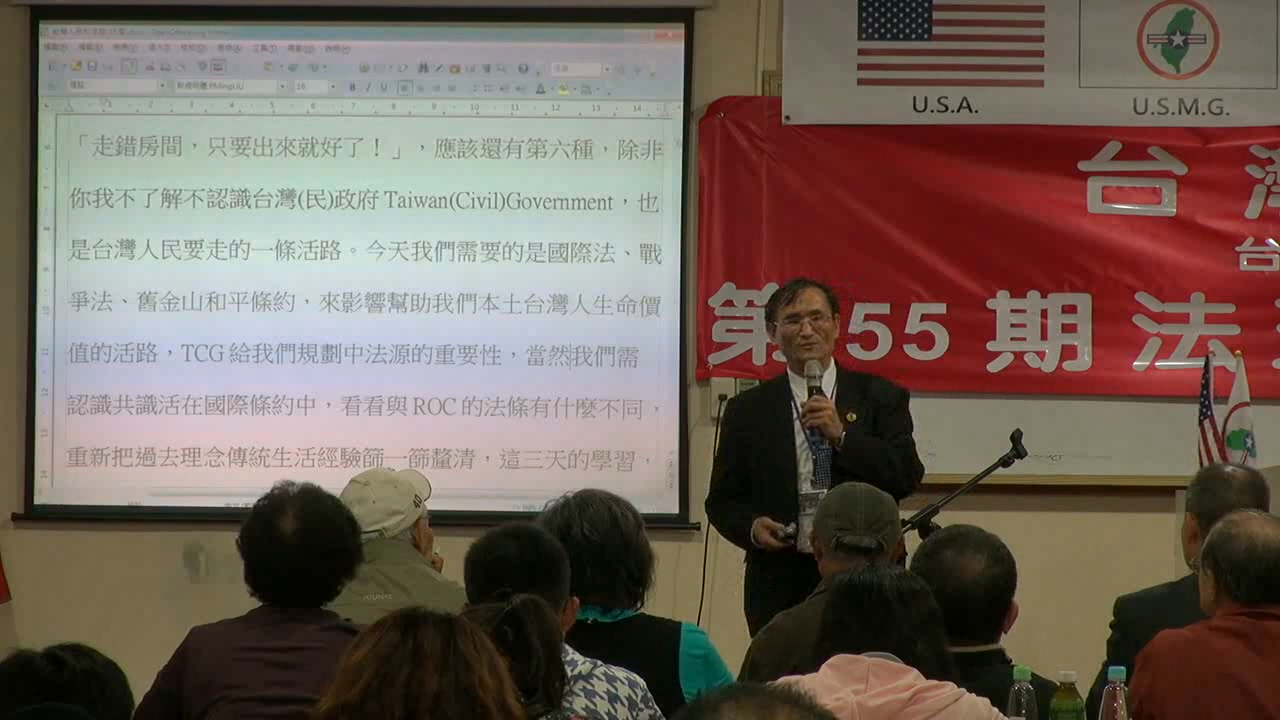 「走錯房間，只要出來就好了！」，應該還有第六種，除非
你我不了解不認識台灣(民)政府 Taiwan(Civil)Government，也
是台灣人民要走的一條活路。今天我們需要的是國際法、戰
爭法、舊金山和平條約，來影響幫助我們本土台灣人生命價
值的活路，TCG 給我們規劃中法源的重要性，當然我們需
認識共識活在國際條約中，看看與 ROC 的法條有什麼不同，
重新把過去理念傳統生活經驗篩一篩釐清，這三天的學習，
U.S.A.
U.S.M.G.
台灣
台
第 55 期 法
40